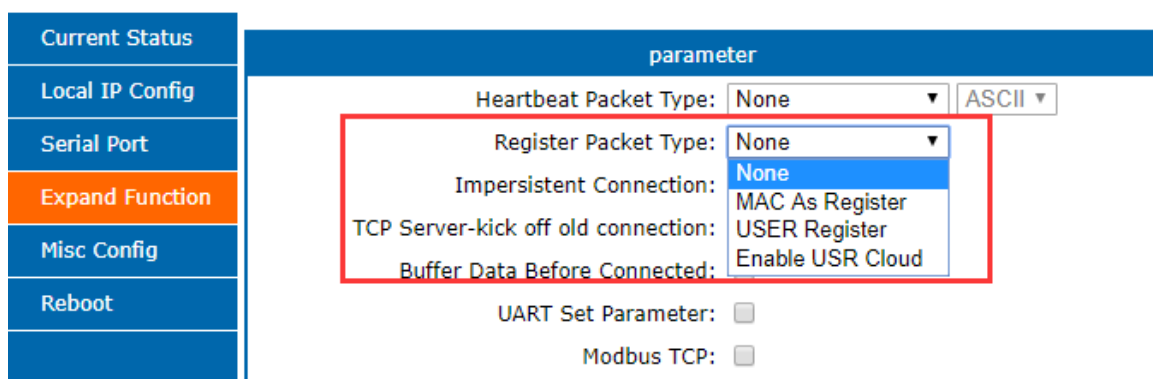 Current Status
Local IP Config
Serial Port
Expand Function
Misc Config
Reboot
parameter
Heartbeat Packet Type: None ASCII
Register Packet Type: None
None
MAC As Register
USER Register
Enable USR Cloud
Impersistent Connection:
TCP Server-kick off old connection:
Buffer Data Before Connected:
UART Set Parameter:
Modbus TCP: